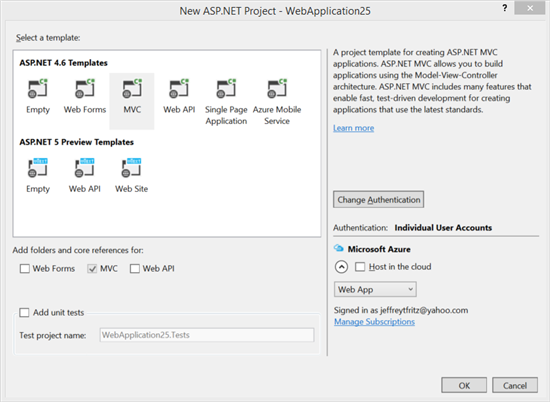 New ASP.NET Project - WebApplication25
?
Select a template:
ASP.NET 4.6 Templates
Empty
Web Forms
MVC
Web API
Single Page
Application
Azure Mobile
Service
ASP.NET 5 Preview Templates
Empty
Web API
Web Site
A project template for creating ASP.NET MVC
applications. ASP.NET MVC allows you to build
applications using the Model-View-Controller
architecture. ASP.NET MVC includes many features that
enable fast, test-driven development for creating
applications that use the latest standards.
Learn more
Change Authentication
Authentication: Individual User Accounts
Microsoft Azure
Host in the cloud
Web App
Signed in as jeffreytfritz@yahoo.com
Manage Subscriptions
Add folders and core references for:
Web Forms
MVC
Web API
Add unit tests
Test project name:
WebApplication25.Tests
OK
Cancel